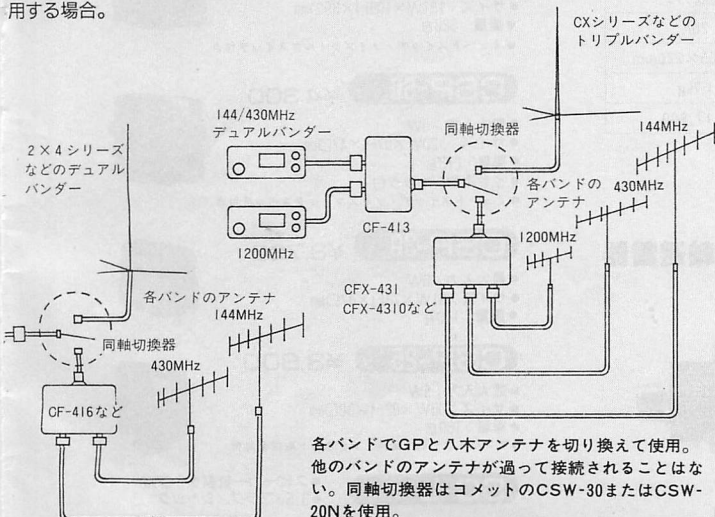 用する場合。
CXシリーズなどの
トリプルバンダー
144/430MHz
デュアルバンダー
同軸切換器
144MHz
2×4シリーズ
などのデュアル
バンダー
各バンドの
アンテナ
430MHz
CF-413
1200MHz
1200MHz
CFX-431
CFX-4310など
各バンドのアンテナ
144MHz
同軸切換器
430MHz
CF-416など
各バンドでGPと八木アンテナを切り換えて使用。
他のバンドのアンテナが過って接続されることはな
い。同軸切換器はコメットのCSW-30またはCSW-
20Nを使用。